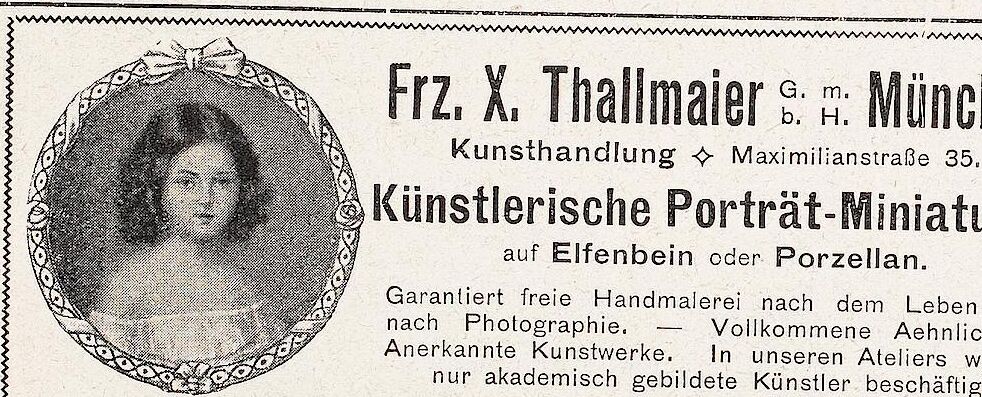 Frz. X. Thallmaier G. m. b. H. Münch
Kunsthandlung ✧ Maximilianstraße 35.
Künstlerische Porträt-Miniatu
auf Elfenbein oder Porzellan.
Garantiert freie Handmalerei nach dem Leben
nach Photographie. — Vollkommene Aehnlic
Anerkannte Kunstwerke. In unseren Ateliers w
nur akademisch gebildete Künstler beschäftig